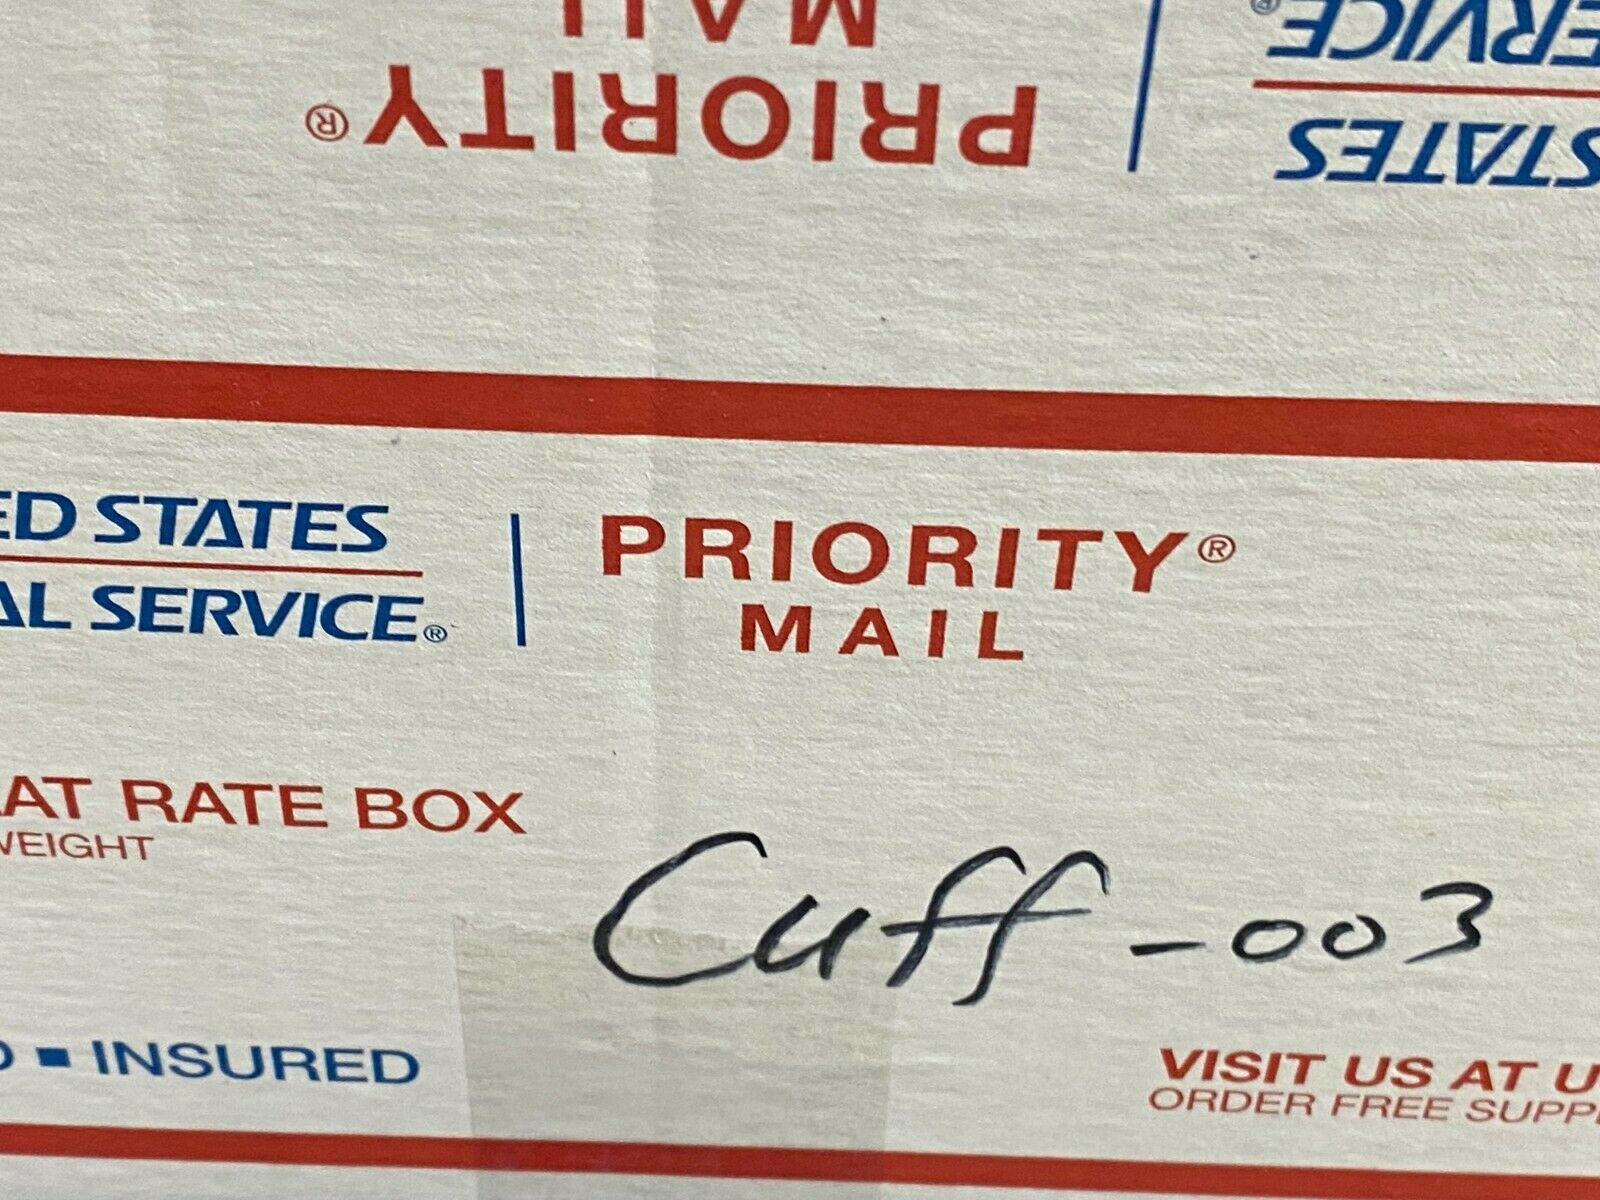 MAIL
PRIORITY®
ERVICE®
STATES
ED STATES
AL SERVICE®
PRIORITY®
MAIL
AT RATE BOX
WEIGHT
Cuff-003
■ INSURED
VISIT US AT U
ORDER FREE SUPP